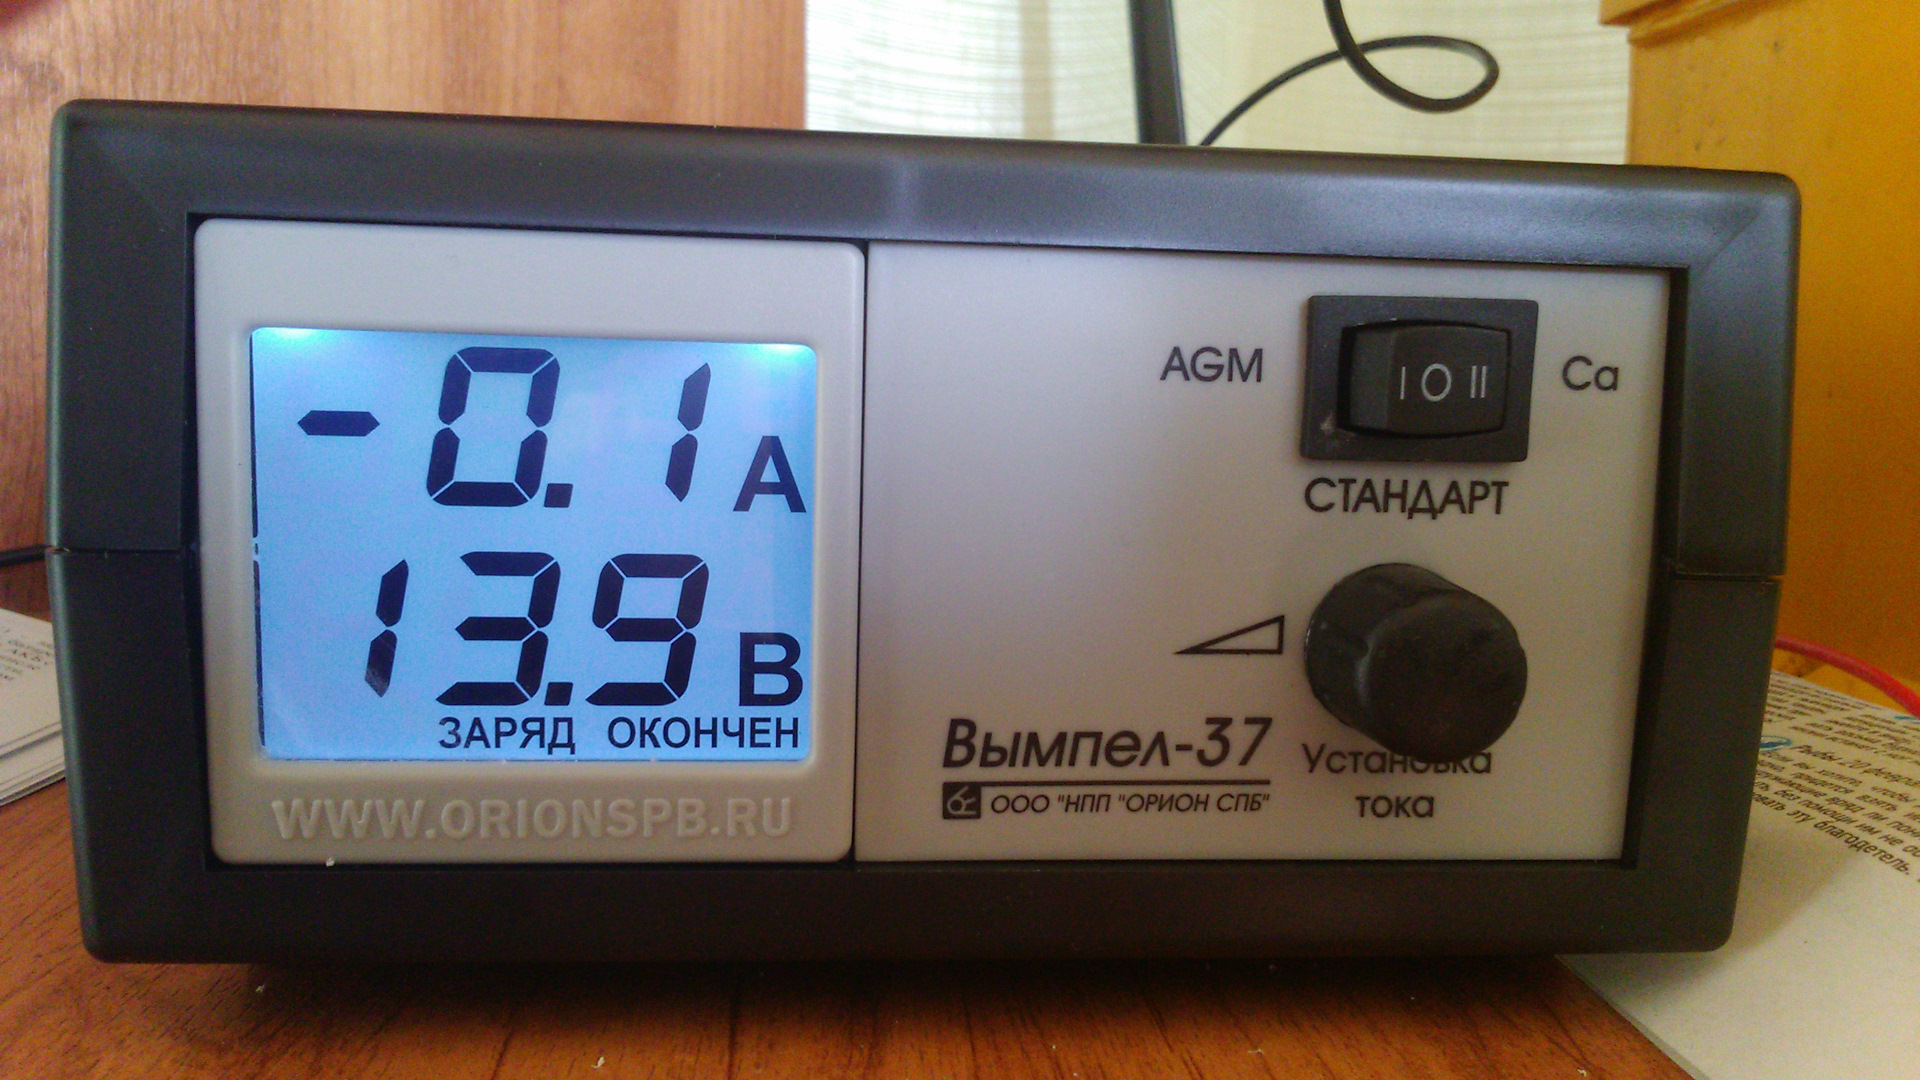 -0.1 А
13.9 В
ЗАРЯД ОКОНЧЕН
WWW.ORIONSPB.RU
AGM
I O II
Ca
СТАНДАРТ
Вымпел-37
ООО "НПП "ОРИОН СПБ"
Установка
тока